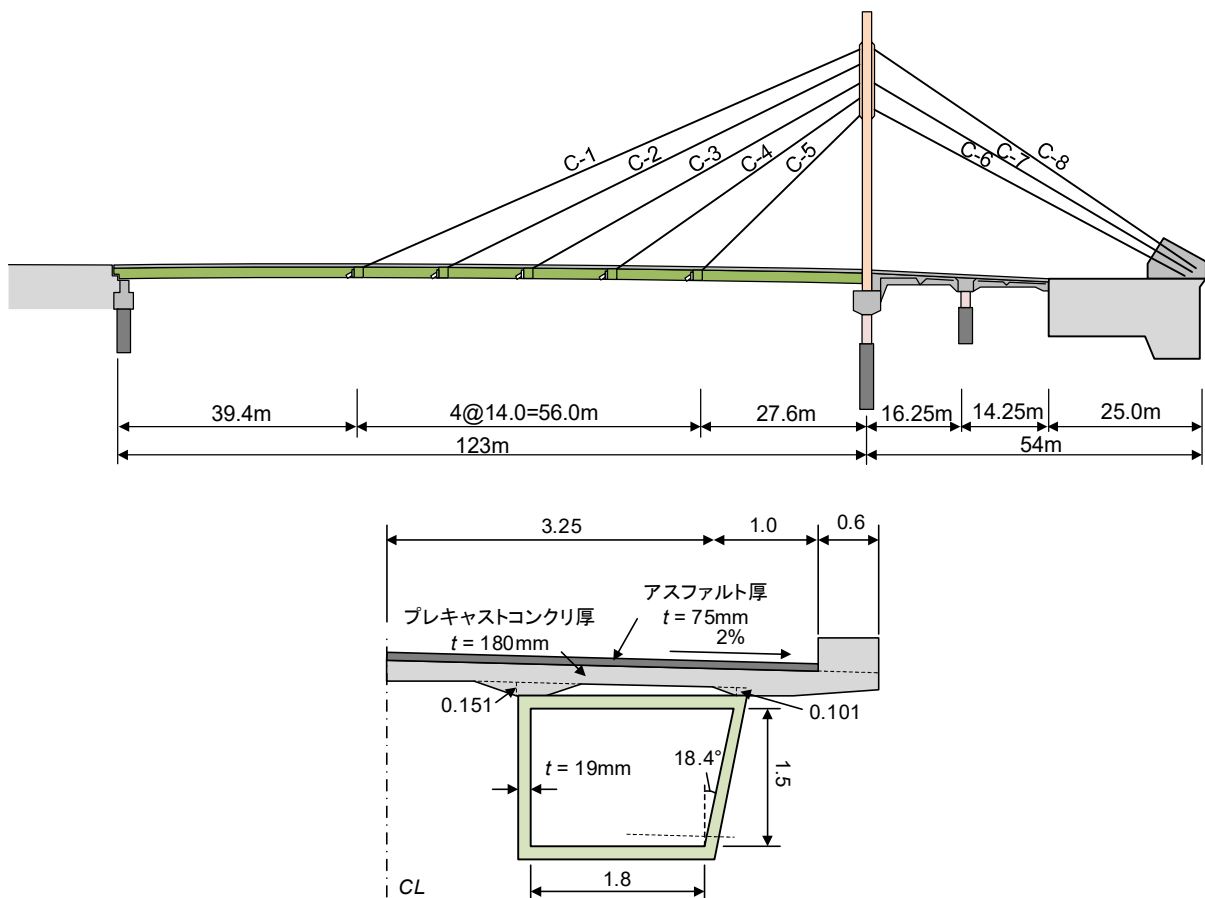 C-1
C-2
C-3
C-4
C-5
C-6
C-7
C-8
39.4m
4@14.0=56.0m
27.6m
16.25m
14.25m
25.0m
123m
54m
3.25
1.0
0.6
アスファルト厚
t = 75mm
プレキャストコンクリ厚
t = 180mm
2%
0.151
0.101
t = 19mm
18.4°
1.5
1.8
CL